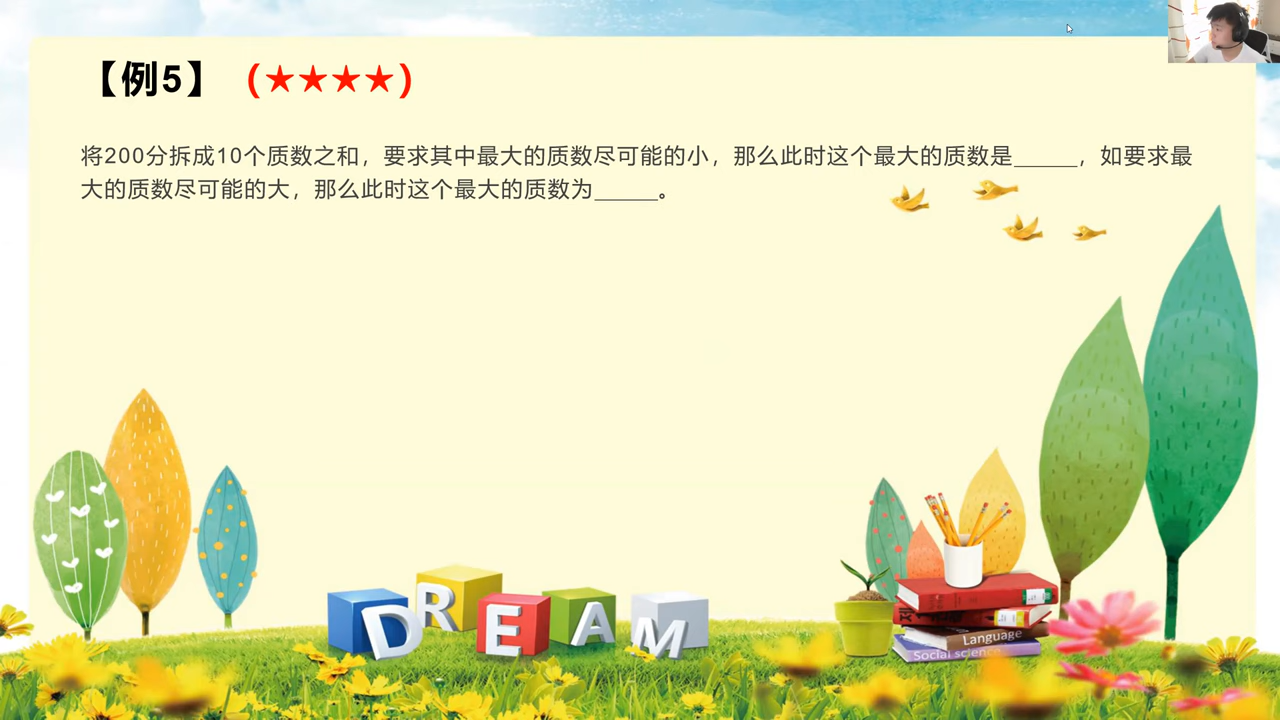 【例5】（★★★★）
将200分拆成10个质数之和，要求其中最大的质数尽可能的小，那么此时这个最大的质数是_____，如要求最
大的质数尽可能的大，那么此时这个最大的质数为_____。
DREAM
Language
Social science